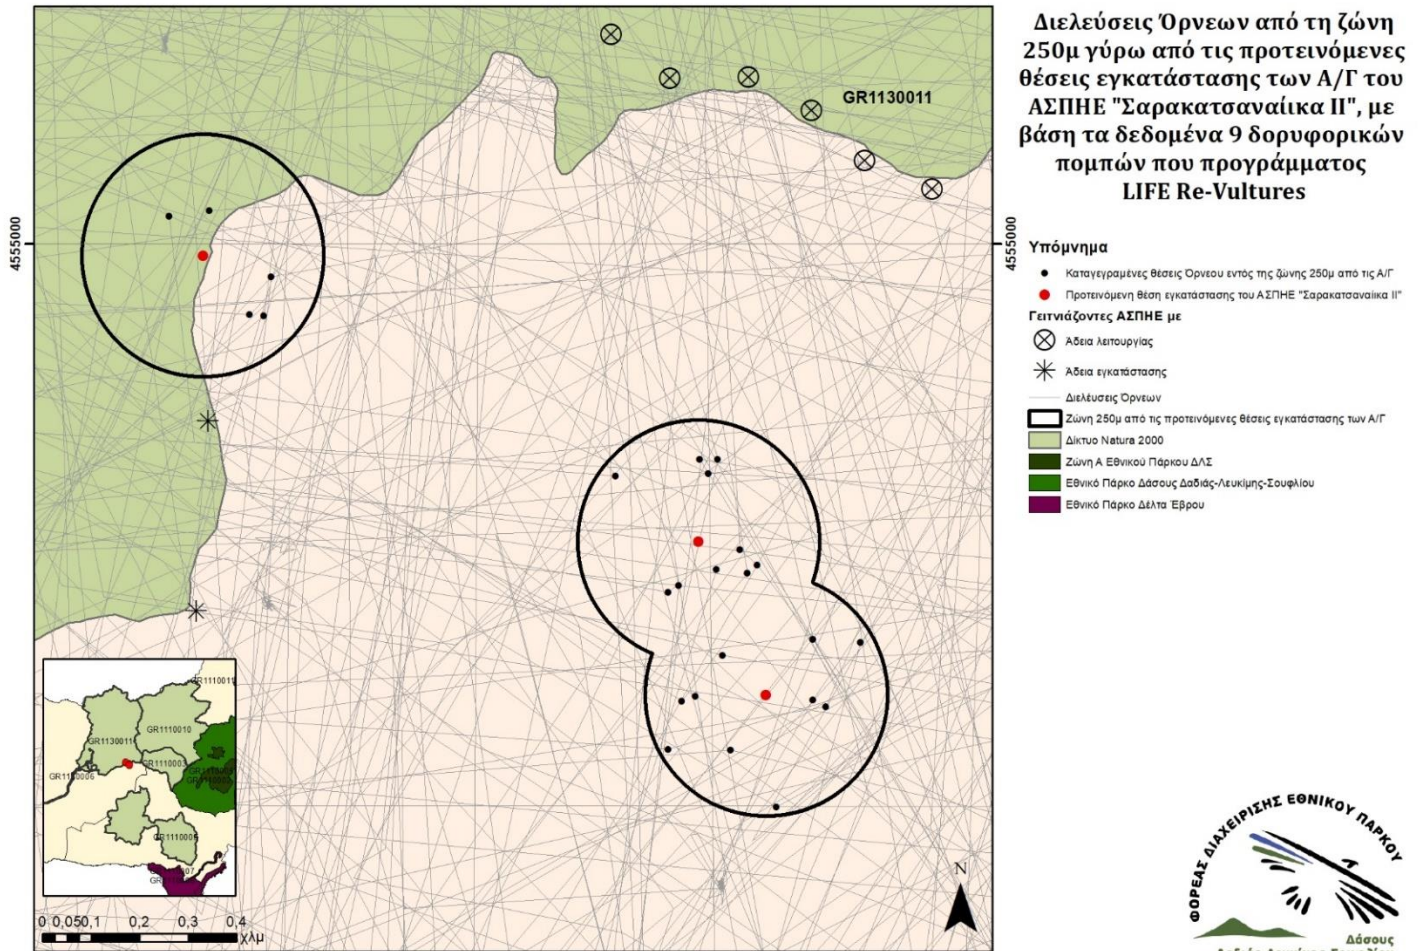 Διελεύσεις Όρνεων από τη ζώνη
250μ γύρω από τις προτεινόμενες
θέσεις εγκατάστασης των Α/Γ του
ΑΣΠΗΕ "Σαρακατσαναίικα ΙΙ", με
βάση τα δεδομένα 9 δορυφορικών
πομπών που προγράμματος
LIFE Re-Vultures
GR1130011
4555000
4555000
Υπόμνημα
Καταγεγραμένες θέσεις Όρνεου εντός της ζώνης 250μ από τις Α/Γ
Προτεινόμενη θέση εγκατάστασης του ΑΣΠΗΕ "Σαρακατσαναίικα ΙΙ"
Γειτνιάζοντες ΑΣΠΗΕ με
Άδεια λειτουργίας
Άδεια εγκατάστασης
Διελέυσεις Όρνεων
Ζώνη 250μ από τις προτεινόμενες θέσεις εγκατάστασης των Α/Γ
Δίκτυο Natura 2000
Ζώνη Α Εθνικού Πάρκου ΔΛΣ
Εθνικό Πάρκο Δάσους Δαδιάς-Λευκίμης-Σουφλίου
Εθνικό Πάρκο Δέλτα Έβρου
GR1110011
GR1110010
GR1130011
GR1110003
GR1130006
GR1110005
0 0,050,1 0,2 0,3 0,4
χλμ
N
ΦΟΡΕΑΣ ΔΙΑΧΕΙΡΙΣΗΣ ΕΘΝΙΚΟΥ ΠΑΡΚΟΥ
Δάσους